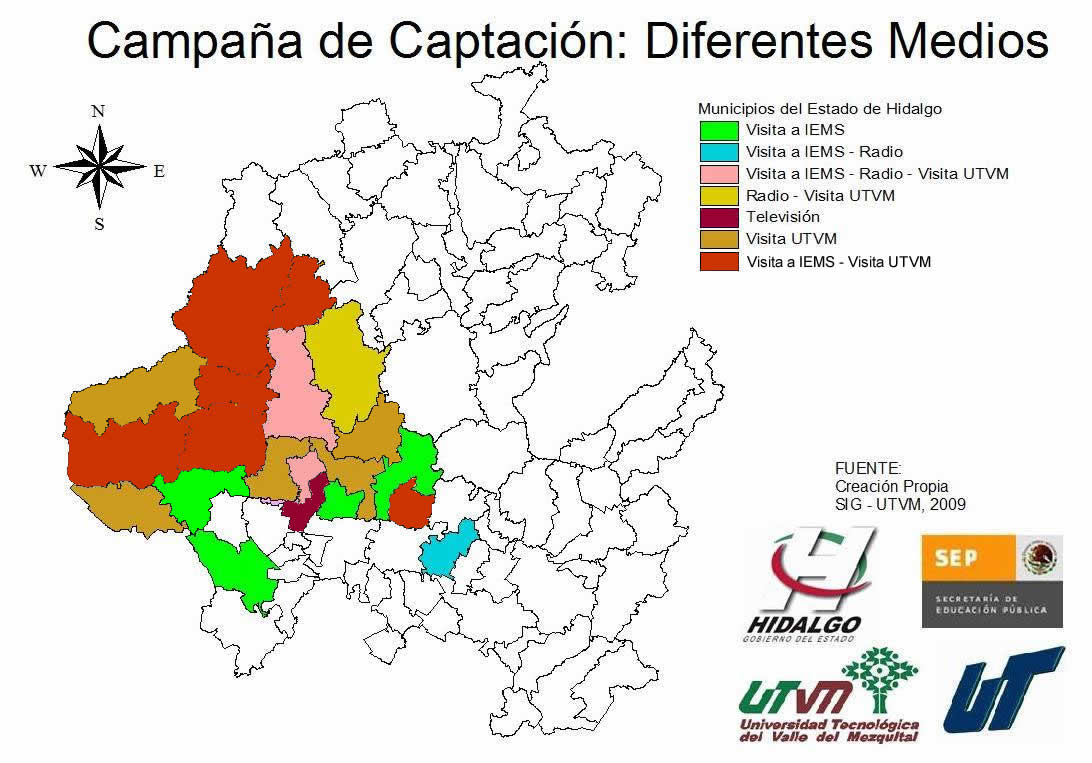 Campaña de Captación: Diferentes Medios
N
W
E
S
Municipios del Estado de Hidalgo
Visita a IEMS
Visita a IEMS - Radio
Visita a IEMS - Radio - Visita UTVM
Radio - Visita UTVM
Televisión
Visita UTVM
Visita a IEMS - Visita UTVM
FUENTE:
Creación Propia
SIG - UTVM, 2009
H
HIDALGO
GOBIERNO DEL ESTADO
SEP
SECRETARÍA DE
EDUCACIÓN PÚBLICA
UTVM
Universidad Tecnológica
del Valle del Mezquital
UT